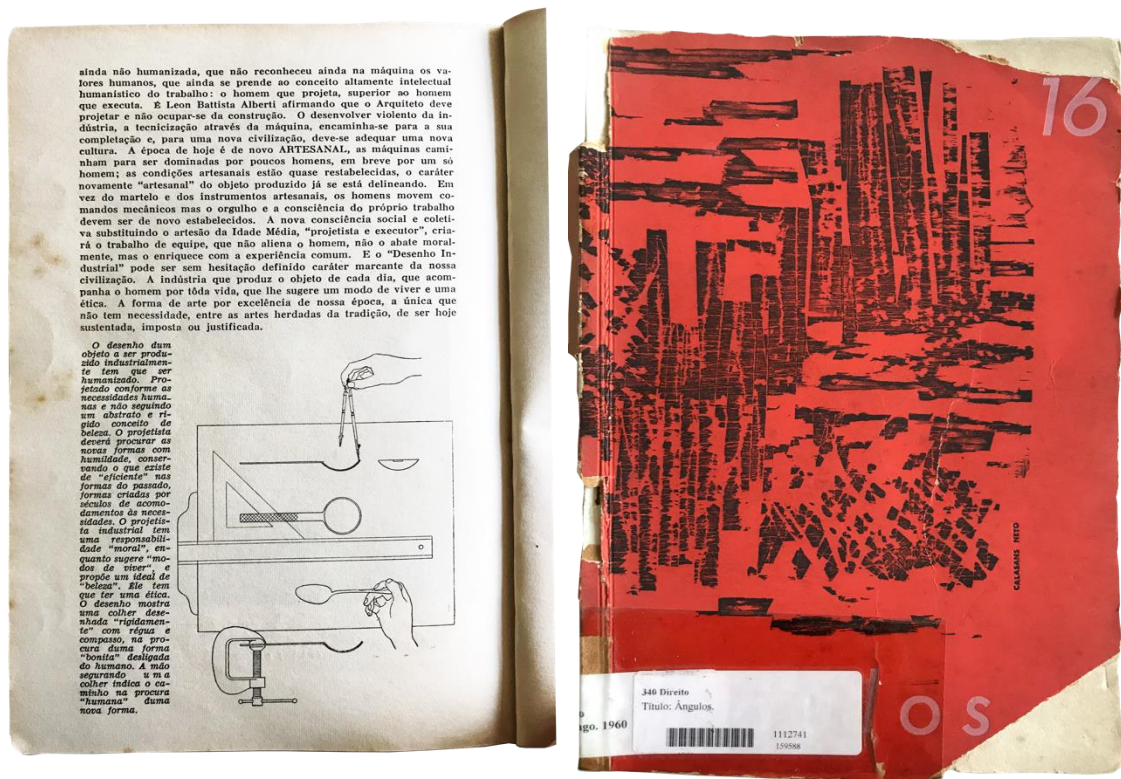 ainda não humanizada, que não reconheceu ainda na máquina os va-
lores humanos, que ainda se prende ao conceito altamente intelectual
humanístico do trabalho: o homem que projeta, superior ao homem
que executa. É Leon Battista Alberti afirmando que o Arquiteto deve
projetar e não ocupar-se da construção. O desenvolver violento da in-
dústria, a tecnicização através da máquina, encaminha-se para a sua
completação e, para uma nova civilização, deve-se adequar uma nova
cultura. A época de hoje é de novo ARTESANAL, as máquinas cami-
nham para ser dominadas por poucos homens, em breve por um só
homem; as condições artesanais estão quase restabelecidas, o caráter
novamente "artesanal" do objeto produzido já se está delineando. Em
vez do martelo e dos instrumentos artesanais, os homens movem co-
mandos mecânicos mas o orgulho e a consciência do próprio trabalho
devem ser de novo estabelecidos. A nova consciência social e coleti-
va substituindo o artesão da Idade Média, "projetista e executor", cria-
rá o trabalho de equipe, que não aliena o homem, não o abate moral-
mente, mas o enriquece com a experiência comum. E o "Desenho In-
dustrial" pode ser sem hesitação definido caráter marcante da nossa
civilização. A indústria que produz o objeto de cada dia, que acom-
panha o homem por tôda vida, que lhe sugere um modo de viver e uma
ética. A forma de arte por excelência de nossa época, a única que
não tem necessidade, entre as artes herdadas da tradição, de ser hoje
sustentada, imposta ou justificada.
O desenho dum
objeto a ser produ-
zido industrialmen-
te tem que ser
humanizado. Pro-
jetado conforme as
necessidades huma-
nas e não seguindo
um abstrato e rí-
gido conceito de
beleza. O projetista
deverá procurar as
novas formas com
humildade, conser-
vando o que existe
de "eficiente" nas
formas do passado,
formas criadas por
séculos de acomo-
damentos às neces-
sidades. O projetis-
ta industrial tem
uma responsabili-
dade "moral", en-
quanto sugere "mo-
dos de viver", e
propõe um ideal de
"beleza". Êle tem
que ter uma ética.
O desenho mostra
uma colher dese-
nhada "rigidamen-
te" com régua e
compasso, na pro-
cura duma forma
"bonita" desligada
do humano. A mão
segurando uma
colher indica o ca-
minho na procura
"humana" duma
nova forma.
16
CALASANS NETO
OS
ago. 1960
340 Direito
Título: Ângulos.
1112741
159588